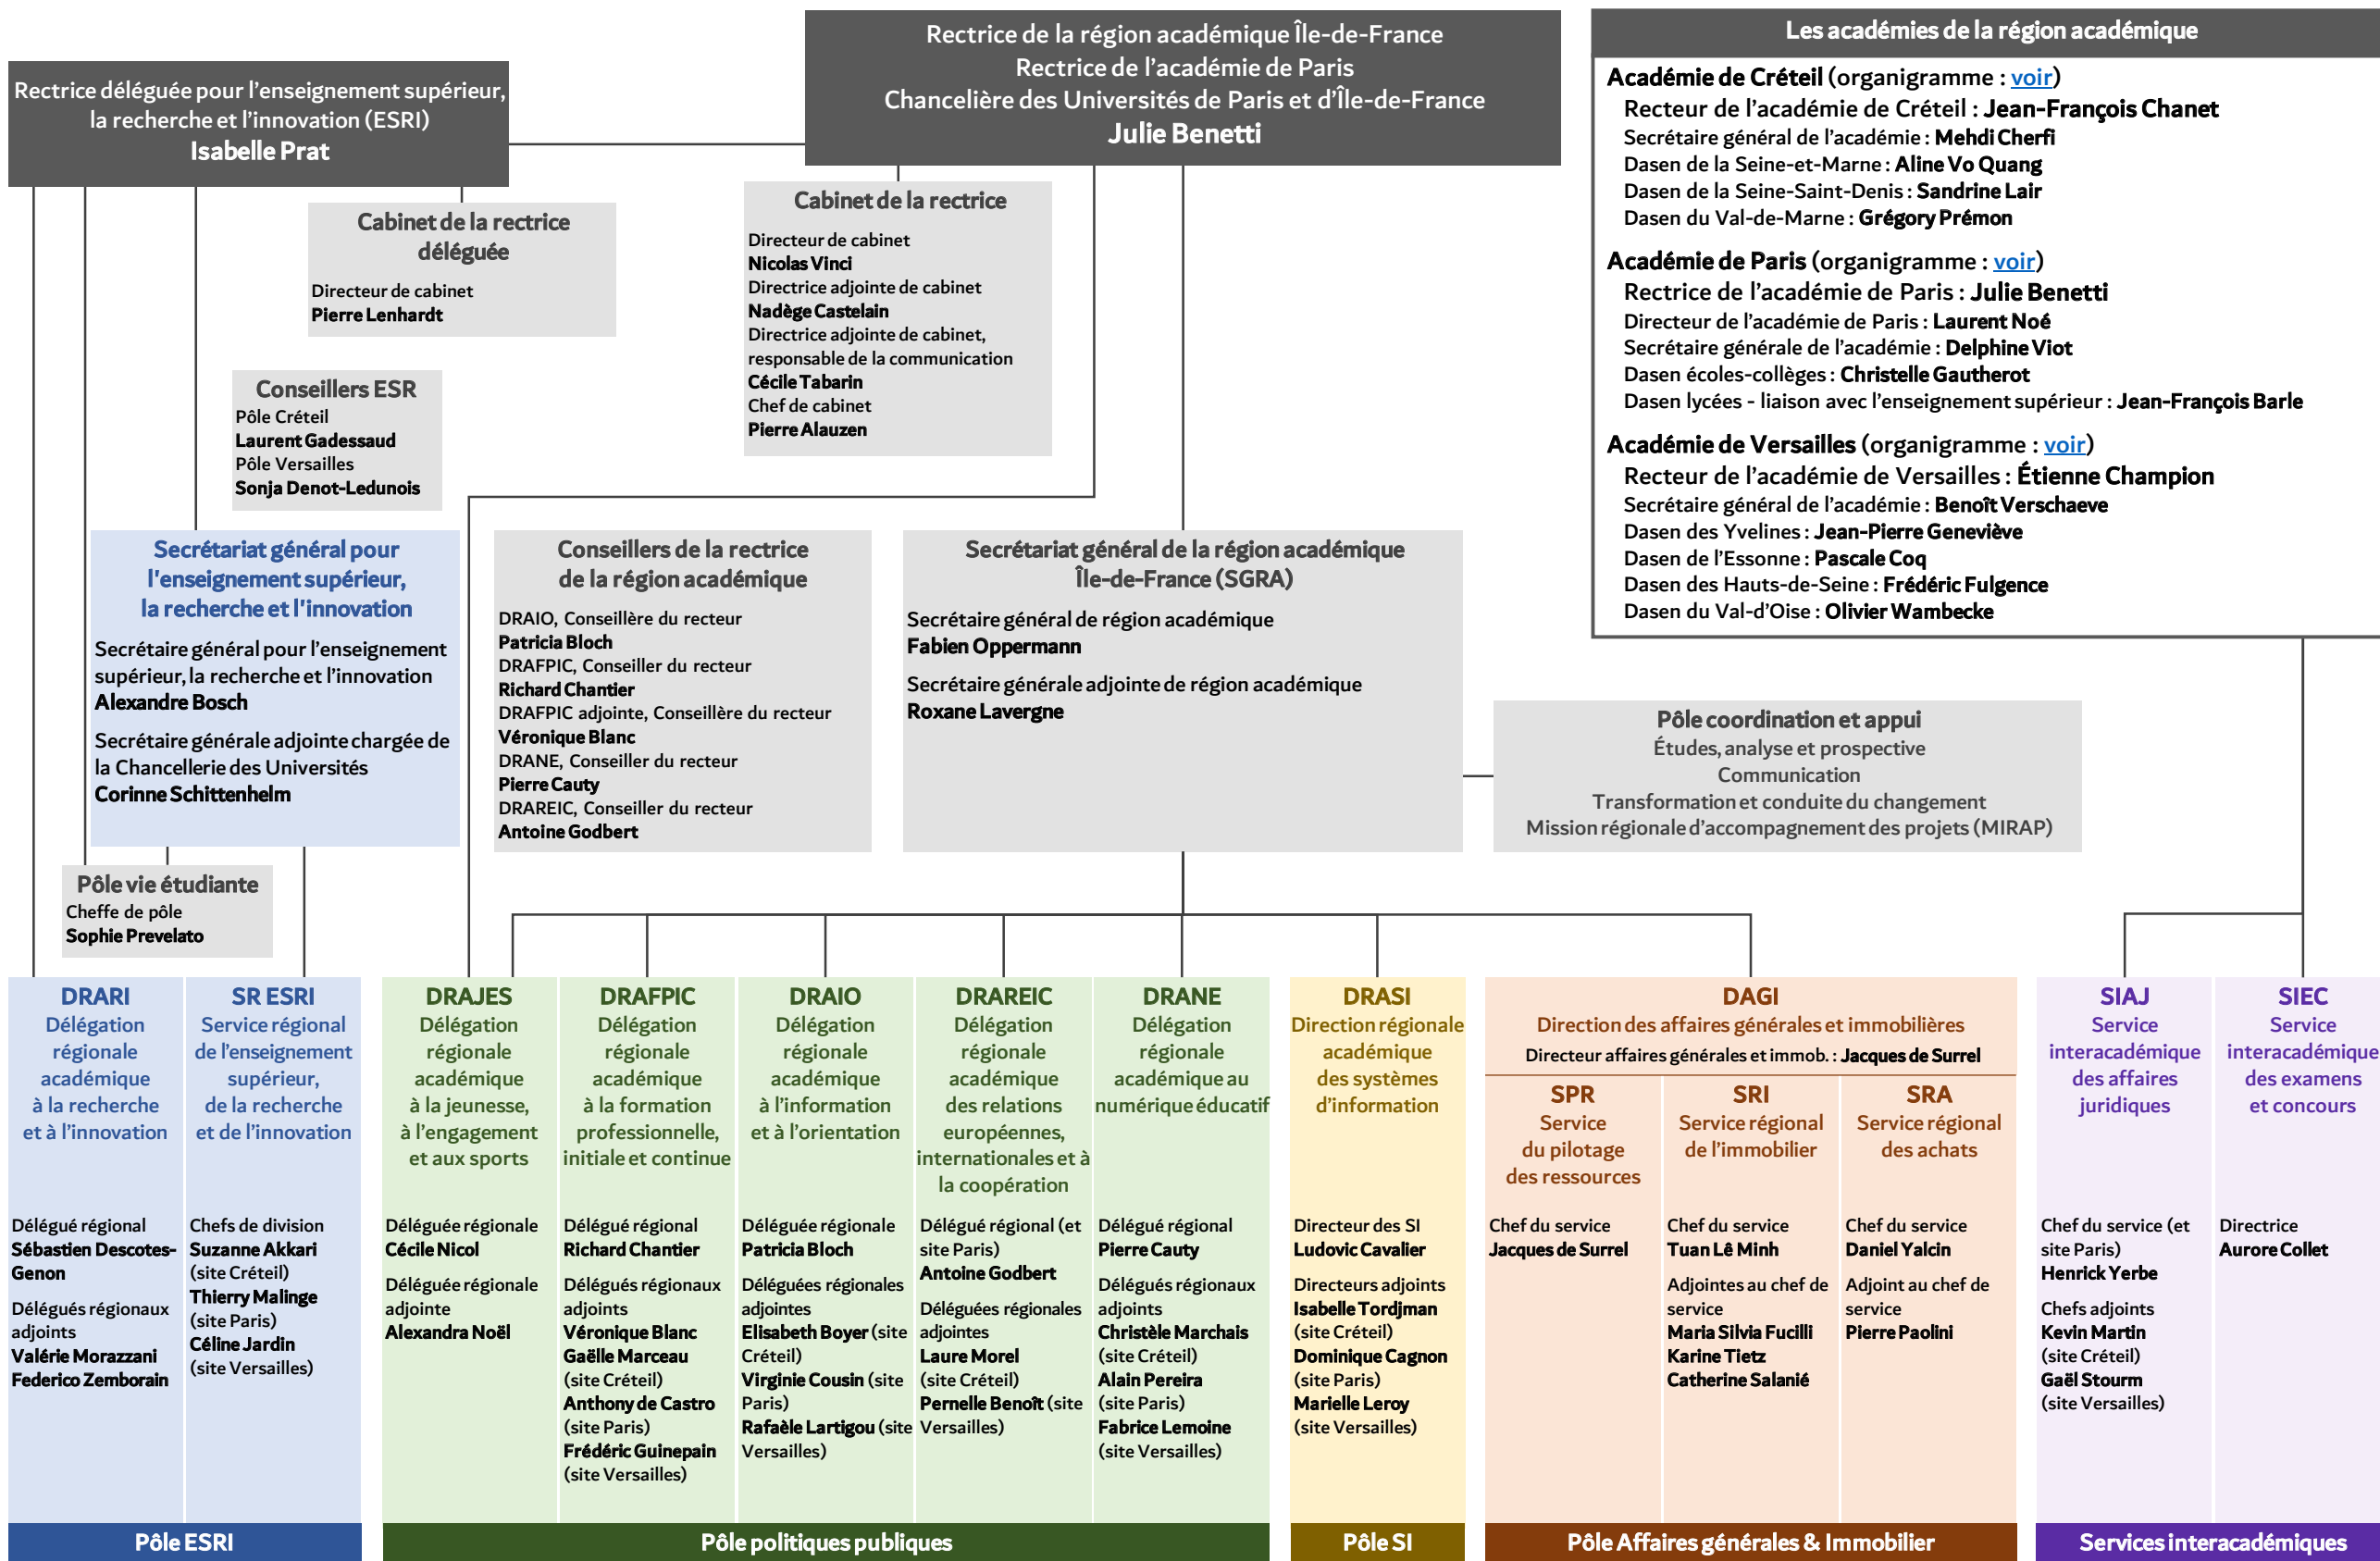 Rectrice de la région académique Île-de-France
Rectrice de l'académie de Paris
Chancelière des Universités de Paris et d'Île-de-France
Julie Benetti
Rectrice déléguée pour l'enseignement supérieur,
la recherche et l'innovation (ESRI)
Isabelle Prat
Cabinet de la rectrice
déléguée
Directeur de cabinet
Pierre Lenhardt
Cabinet de la rectrice
Directeur de cabinet
Nicolas Vinci
Directrice adjointe de cabinet
Nadège Castelain
Directrice adjointe de cabinet,
responsable de la communication
Cécile Tabarin
Chef de cabinet
Pierre Alauzen
Conseillers ESR
Pôle Créteil
Laurent Gadessaud
Pôle Versailles
Sonja Denot-Ledunois
Les académies de la région académique
Académie de Créteil (organigramme : voir)
Recteur de l'académie de Créteil : Jean-François Chanet
Secrétaire général de l'académie : Mehdi Cherfi
Dasen de la Seine-et-Marne : Aline Vo Quang
Dasen de la Seine-Saint-Denis : Sandrine Lair
Dasen du Val-de-Marne : Grégory Prémon
Académie de Paris (organigramme : voir)
Rectrice de l'académie de Paris : Julie Benetti
Directeur de l'académie de Paris : Laurent Noé
Secrétaire générale de l'académie : Delphine Viot
Dasen écoles-collèges : Christelle Gautherot
Dasen lycées - liaison avec l'enseignement supérieur : Jean-François Barle
Académie de Versailles (organigramme : voir)
Recteur de l'académie de Versailles : Étienne Champion
Secrétaire général de l'académie : Benoît Verschaeve
Dasen des Yvelines : Jean-Pierre Geneviève
Dasen de l'Essonne : Pascale Coq
Dasen des Hauts-de-Seine : Frédéric Fulgence
Dasen du Val-d'Oise : Olivier Wambecke
Secrétariat général pour
l'enseignement supérieur,
la recherche et l'innovation
Secrétaire général pour l'enseignement
supérieur, la recherche et l'innovation
Alexandre Bosch
Secrétaire générale adjointe chargée de
la Chancellerie des Universités
Corinne Schittenhelm
Conseillers de la rectrice
de la région académique
DRAIO, Conseillère du recteur
Patricia Bloch
DRAFPIC, Conseiller du recteur
Richard Chantier
DRAFPIC adjointe, Conseillère du recteur
Véronique Blanc
DRANE, Conseiller du recteur
Pierre Cauty
DRAREIC, Conseiller du recteur
Antoine Godbert
Secrétariat général de la région académique
Île-de-France (SGRA)
Secrétaire général de région académique
Fabien Oppermann
Secrétaire générale adjointe de région académique
Roxane Lavergne
Pôle coordination et appui
Études, analyse et prospective
Communication
Transformation et conduite du changement
Mission régionale d'accompagnement des projets (MIRAP)
Pôle vie étudiante
Cheffe de pôle
Sophie Prevelato
DRARI
Délégation
régionale
académique
à la recherche
et à l'innovation
Délégué régional
Sébastien Descotes-
Genon
Délégués régionaux
adjoints
Valérie Morazzani
Federico Zemborain
SR ESRI
Service régional
de l'enseignement
supérieur,
de la recherche
et de l'innovation
Chefs de division
Suzanne Akkari
(site Créteil)
Thierry Malinge
(site Paris)
Céline Jardin
(site Versailles)
Pôle ESRI
DRAJES
Délégation
régionale
académique
à la jeunesse,
à l'engagement
et aux sports
Déléguée régionale
Cécile Nicol
Déléguée régionale
adjointe
Alexandra Noël
DRAFPIC
Délégation
régionale
académique
à la formation
professionnelle,
initiale et continue
Délégué régional
Richard Chantier
Délégués régionaux
adjoints
Véronique Blanc
Gaëlle Marceau
(site Créteil)
Anthony de Castro
(site Paris)
Frédéric Guinepain
(site Versailles)
DRAIO
Délégation
régionale
académique
à l'information
et à l'orientation
Déléguée régionale
Patricia Bloch
Déléguées régionales
adjointes
Elisabeth Boyer (site
Créteil)
Virginie Cousin (site
Paris)
Rafaèle Lartigou (site
Versailles)
DRAREIC
Délégation
régionale
académique
des relations
européennes,
internationales et à
la coopération
Délégué régional (et
site Paris)
Antoine Godbert
Déléguées régionales
adjointes
Laure Morel
(site Créteil)
Pernelle Benoît (site
Versailles)
DRANE
Délégation
régionale
académique au
numérique éducatif
Délégué régional
Pierre Cauty
Délégués régionaux
adjoints
Christèle Marchais
(site Créteil)
Alain Pereira
(site Paris)
Fabrice Lemoine
(site Versailles)
Pôle politiques publiques
DRASI
Direction régionale
académique
des systèmes
d'information
Directeur des SI
Ludovic Cavalier
Directeurs adjoints
Isabelle Tordjman
(site Créteil)
Dominique Cagnon
(site Paris)
Marielle Leroy
(site Versailles)
Pôle SI
DAGI
Direction des affaires générales et immobilières
Directeur affaires générales et immob. : Jacques de Surrel
SPR
Service
du pilotage
des ressources
Chef du service
Jacques de Surrel
SRI
Service régional
de l'immobilier
Chef du service
Tuan Lê Minh
Adjointes au chef de
service
Maria Silvia Fucilli
Karine Tietz
Catherine Salanié
SRA
Service régional
des achats
Chef du service
Daniel Yalcin
Adjoint au chef de
service
Pierre Paolini
Pôle Affaires générales & Immobilier
SIAJ
Service
interacadémique
des affaires
juridiques
Chef du service (et
site Paris)
Henrick Yerbe
Chefs adjoints
Kevin Martin
(site Créteil)
Gaël Stourm
(site Versailles)
SIEC
Service
interacadémique
des examens
et concours
Directrice
Aurore Collet
Services interacadémiques